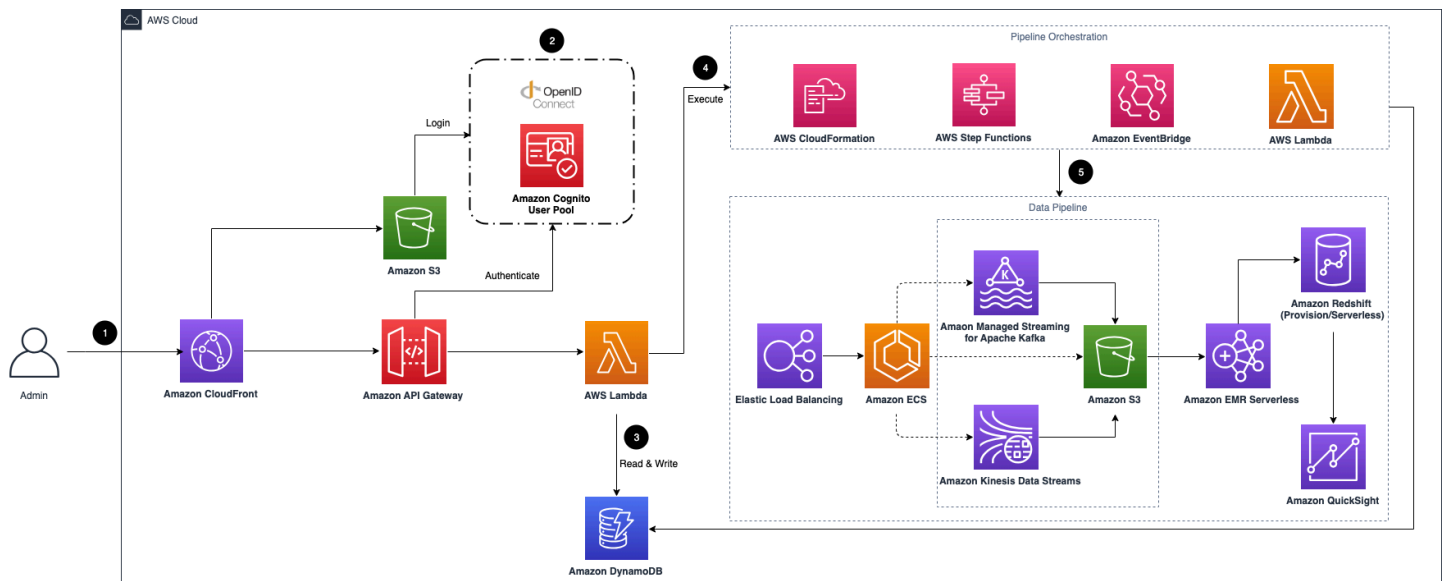 AWS Cloud
1
Admin
Amazon CloudFront
Amazon S3
Login
2
OpenID
Connect
Amazon Cognito
User Pool
Authenticate
Amazon API Gateway
AWS Lambda
3
Read & Write
Amazon DynamoDB
4
Execute
Pipeline Orchestration
AWS CloudFormation
AWS Step Functions
Amazon EventBridge
AWS Lambda
5
Data Pipeline
Elastic Load Balancing
Amazon ECS
K
Amaon Managed Streaming
for Apache Kafka
Amazon Kinesis Data Streams
Amazon S3
Amazon EMR Serverless
Amazon Redshift
(Provision/Serverless)
Amazon QuickSight